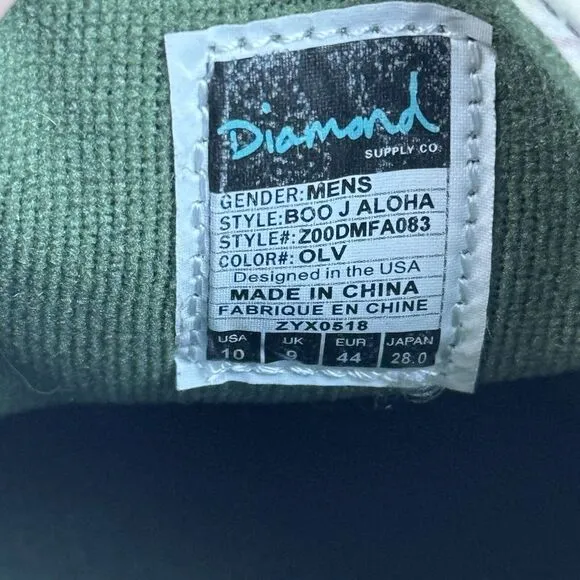 Diamond
SUPPLY CO.
GENDER: MENS
STYLE: BOO J ALOHA
STYLE#: Z00DMFA083
COLOR#: OLV
Designed in the USA
MADE IN CHINA
FABRIQUE EN CHINE
ZYX0518
USA UK EUR JAPAN
10 9 44 28.0